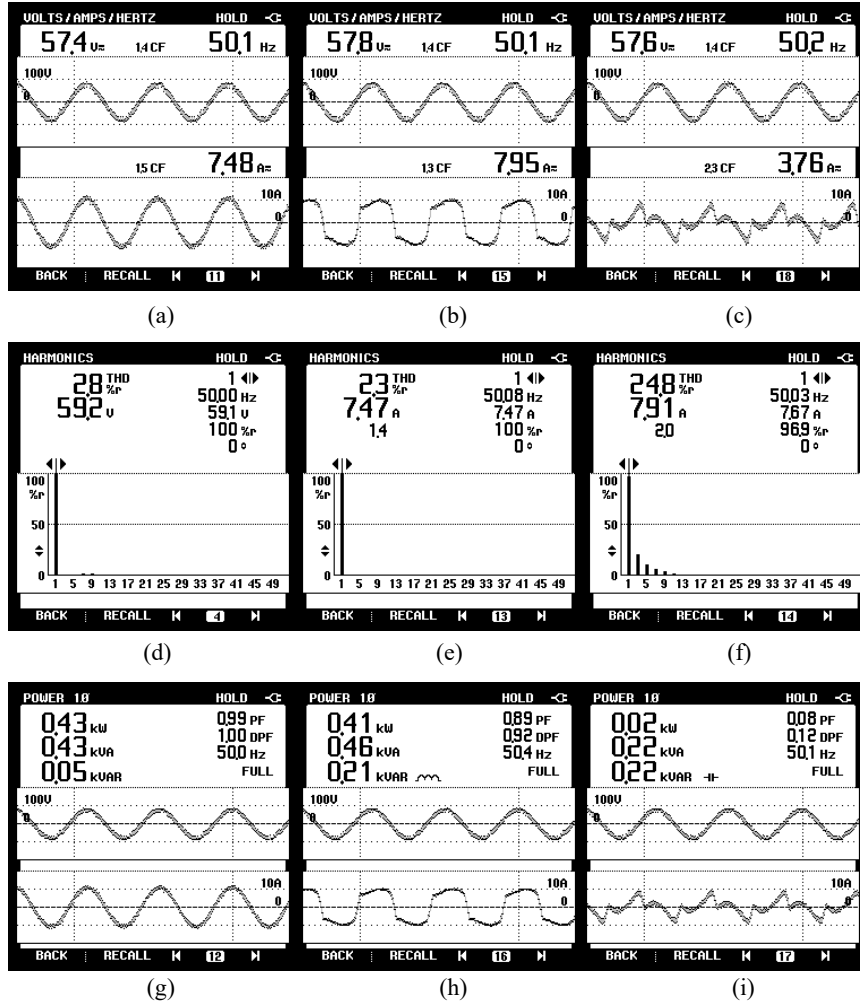 VOLTS/AMPS/HERTZ HOLD
57.4 V≂ 1.4 CF 50.1 Hz
100V
0
1.5 CF 7.48 A≂
10A
0
BACK RECALL 11
(a)
VOLTS/AMPS/HERTZ HOLD
57.8 V≂ 1.4 CF 50.1 Hz
100V
0
1.3 CF 7.95 A≂
10A
0
BACK RECALL 15
(b)
VOLTS/AMPS/HERTZ HOLD
57.6 V≂ 1.4 CF 50.2 Hz
100V
0
2.3 CF 3.76 A≂
10A
0
BACK RECALL 18
(c)
HARMONICS HOLD
2.8 THD %r 1
59.2 V 50.00 Hz
59.1 V
100 %r
0 °
100
%r
50
0
1 5 9 13 17 21 25 29 33 37 41 45 49
BACK RECALL 4
(d)
HARMONICS HOLD
2.3 THD %r 1
7.47 A 50.08 Hz
1.4 7.47 A
100 %r
0 °
100
%r
50
0
1 5 9 13 17 21 25 29 33 37 41 45 49
BACK RECALL 13
(e)
HARMONICS HOLD
24.8 THD %r 1
7.91 A 50.03 Hz
2.0 7.67 A
96.9 %r
0 °
100
%r
50
0
1 5 9 13 17 21 25 29 33 37 41 45 49
BACK RECALL 14
(f)
POWER 1.0Ø HOLD
0.43 kW 0.99 PF
0.43 kVA 1.00 DPF
0.05 kVAR 50.0 Hz
FULL
100V
0
10A
0
BACK RECALL 12
(g)
POWER 1.0Ø HOLD
0.41 kW 0.89 PF
0.46 kVA 0.92 DPF
0.21 kVAR 50.4 Hz
FULL
100V
0
10A
0
BACK RECALL 16
(h)
POWER 1.0Ø HOLD
0.02 kW 0.08 PF
0.22 kVA 0.12 DPF
0.22 kVAR 50.1 Hz
FULL
100V
0
10A
0
BACK RECALL 17
(i)